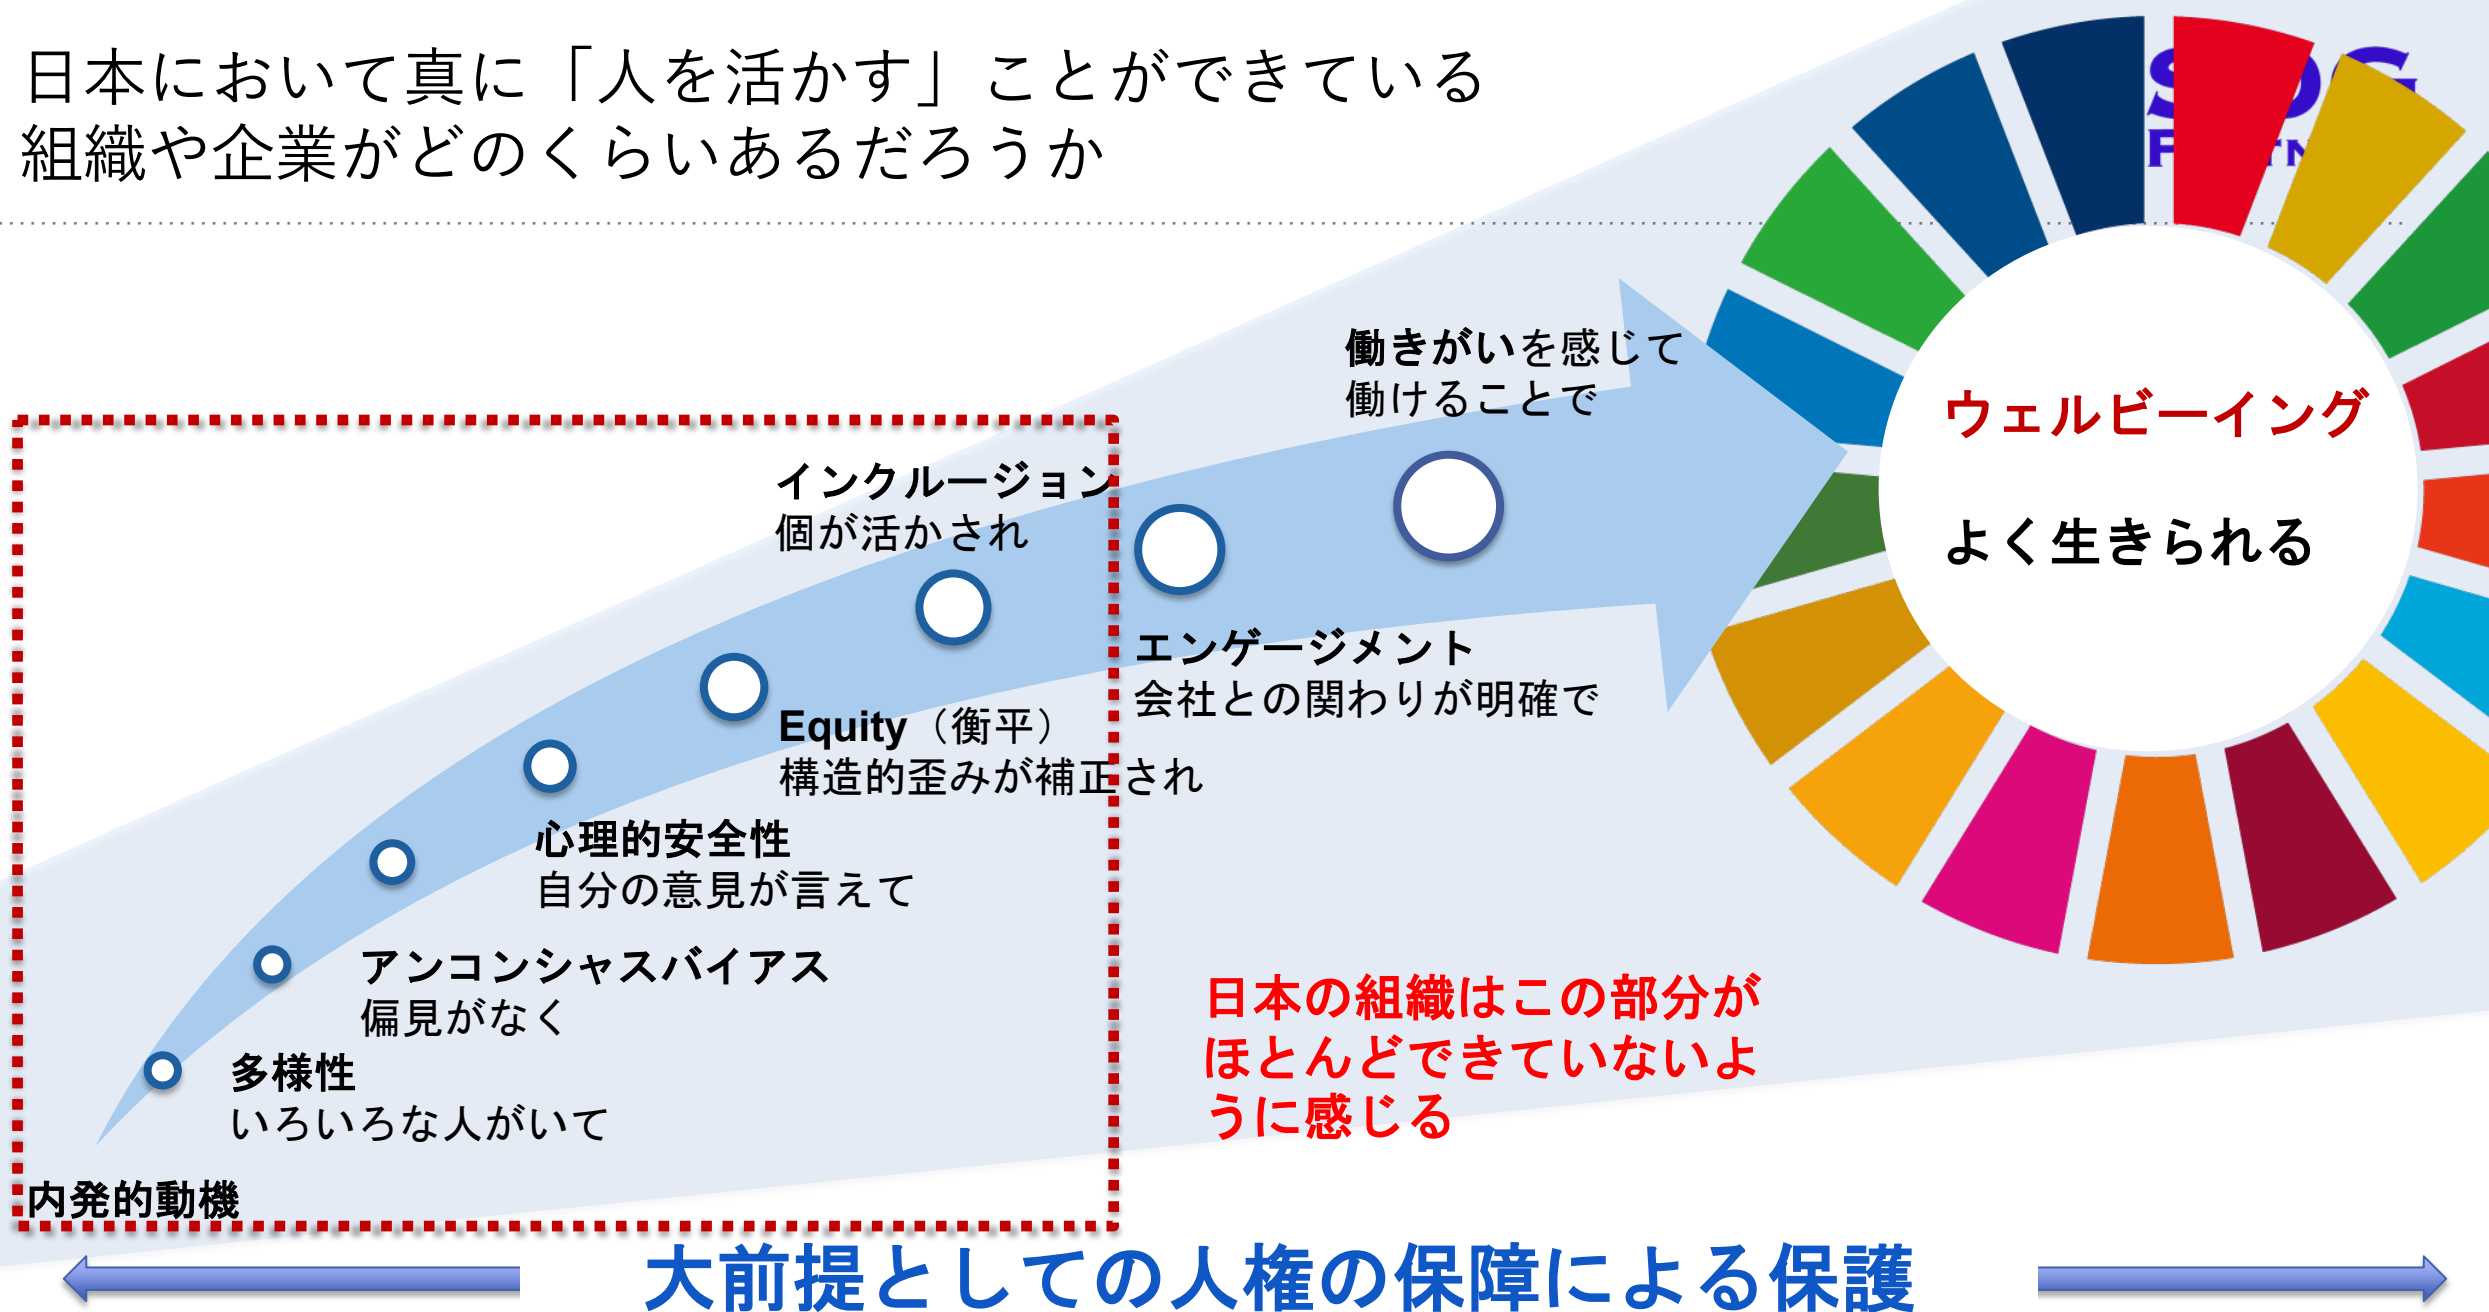 日本において真に「人を活かす」ことができている
組織や企業がどのくらいあるだろうか
働きがいを感じて
働けることで
ウェルビーイング
よく生きられる
インクルージョン
個が活かされ
エンゲージメント
会社との関わりが明確で
Equity（衡平）
構造的歪みが補正され
心理的安全性
自分の意見が言えて
アンコンシャスバイアス
偏見がなく
多様性
いろいろな人がいて
内発的動機
日本の組織はこの部分が
ほとんどできていないよ
うに感じる
大前提としての人権の保障による保護